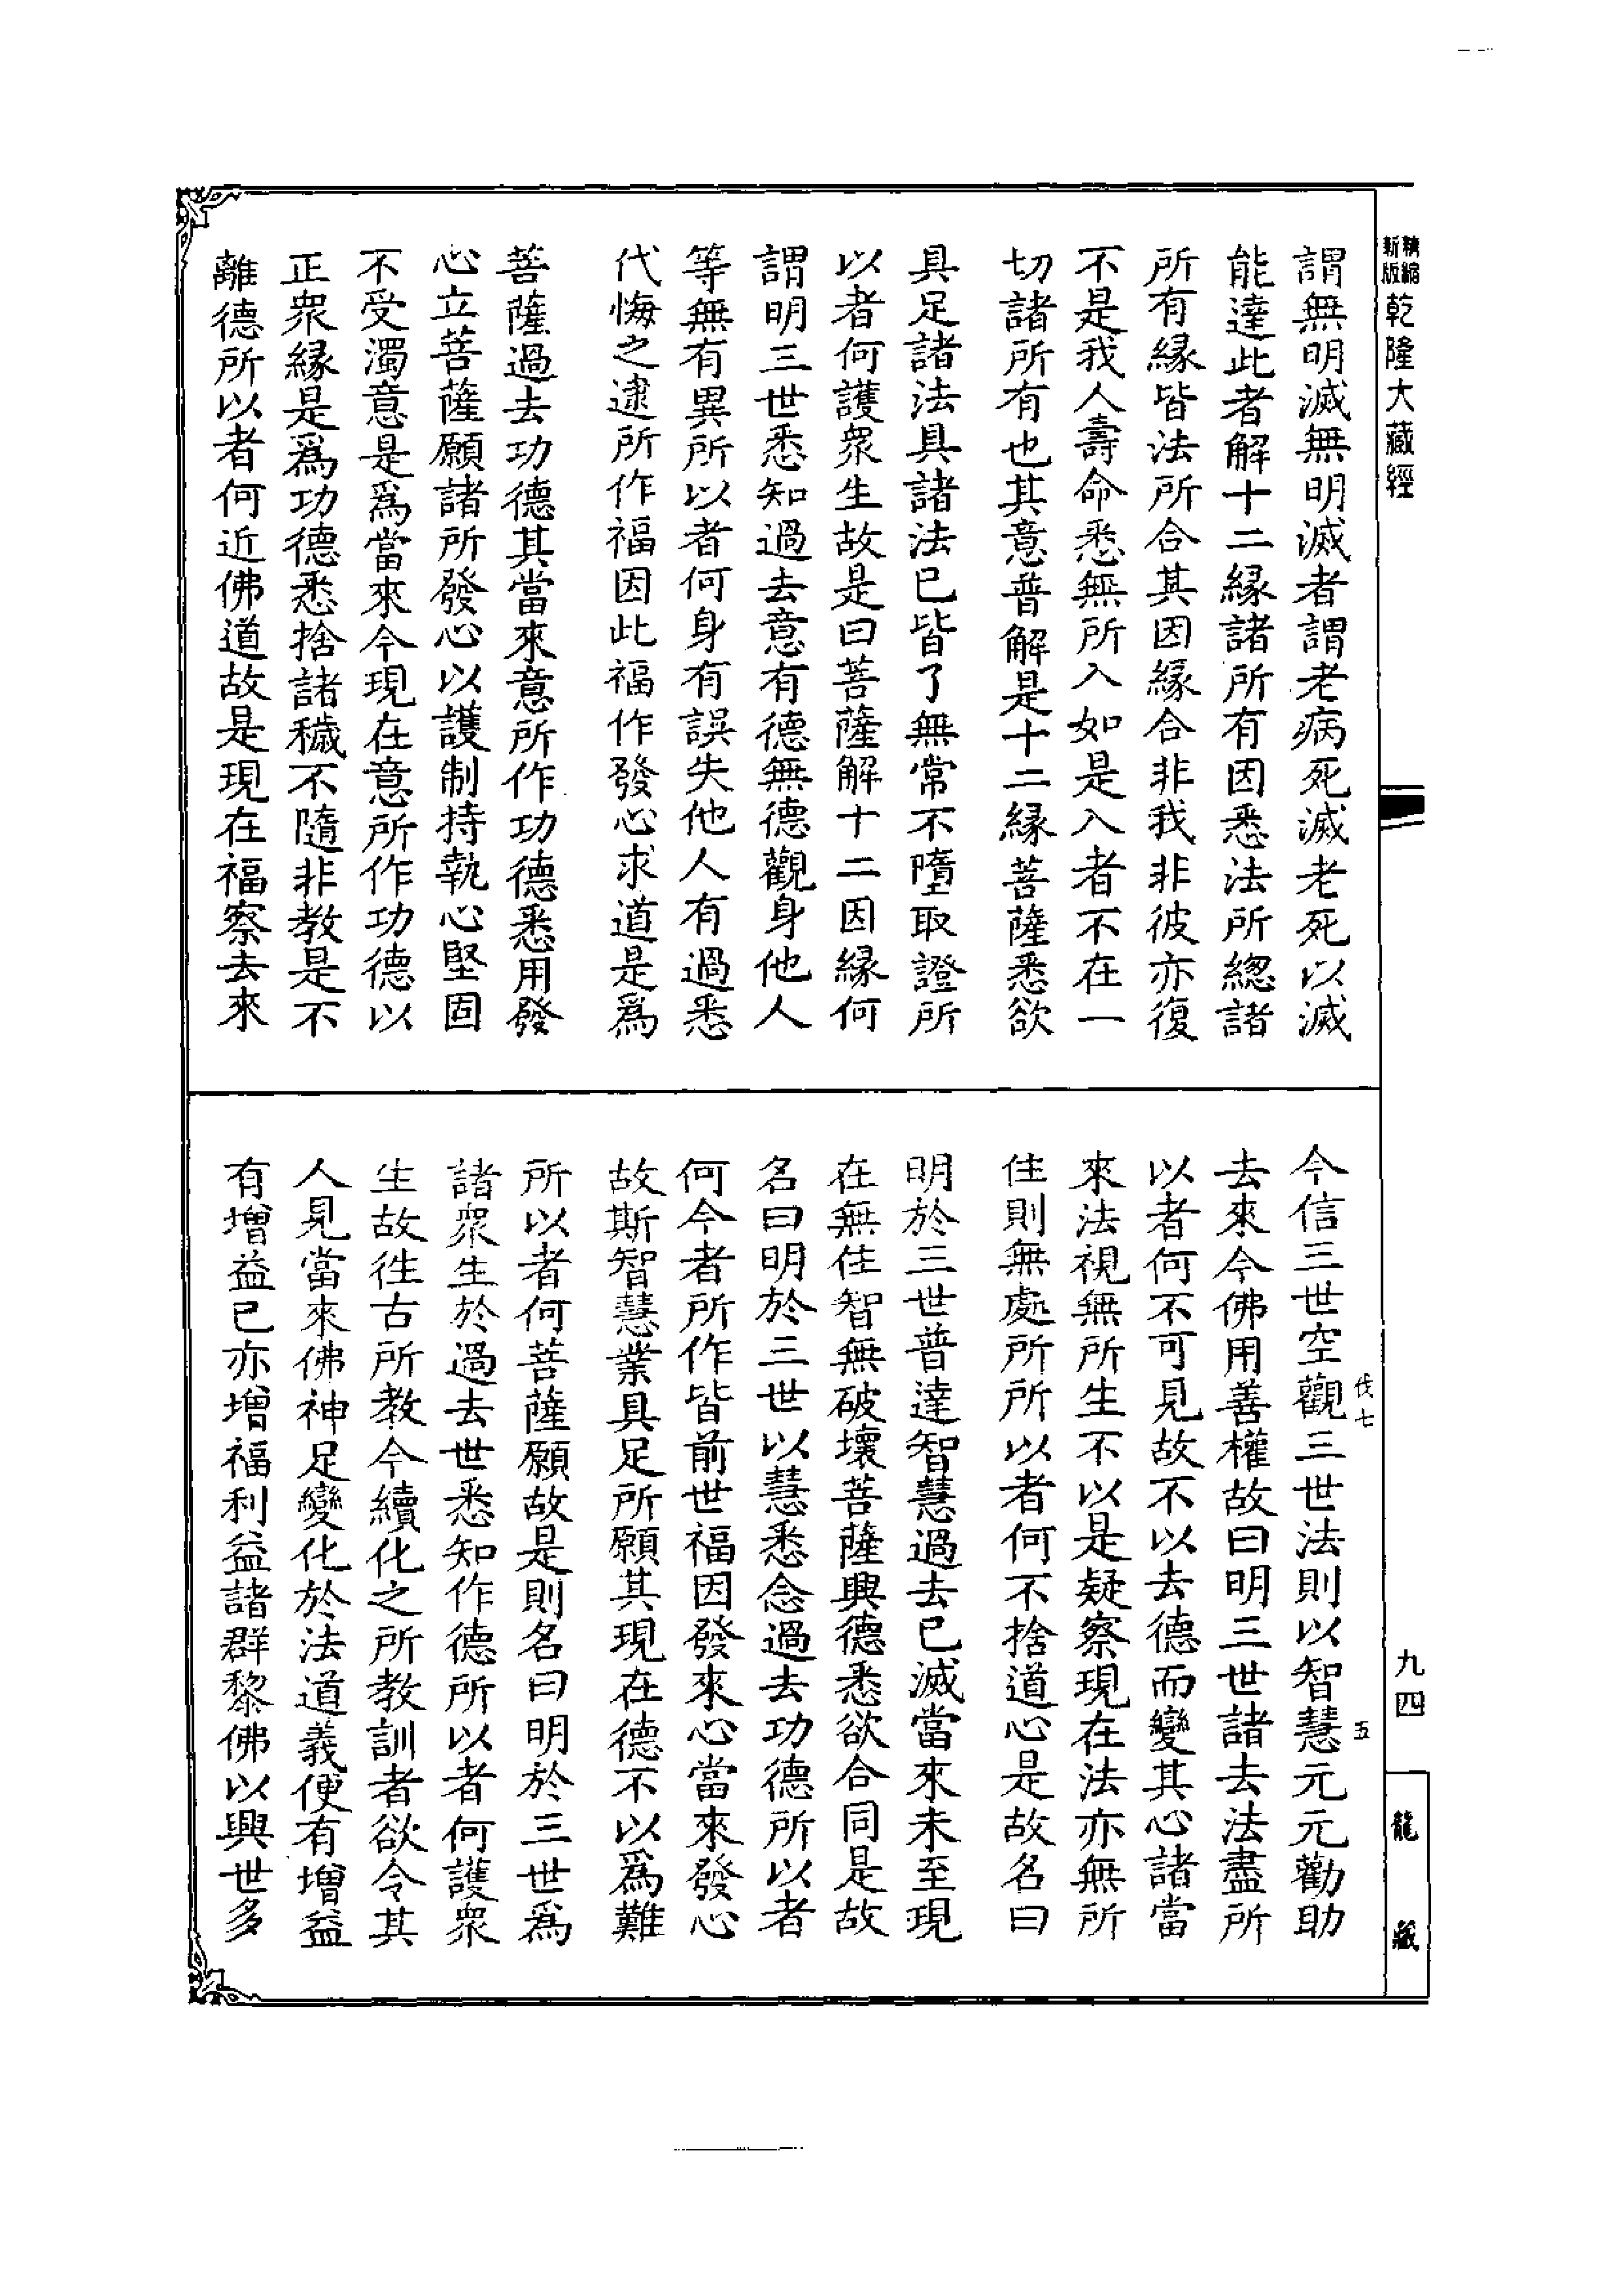 精縮
新版
乾隆大藏經
謂無明滅無明滅者謂老病死滅老死以滅
能達此者解十二緣諸所有因悉法所總諸
所有緣皆法所合其因緣合非我非彼亦復
不是我人壽命悉無所入如是入者不在一
切諸所有也其意普解是十二緣菩薩悉欲
具足諸法具諸法已皆了無常不墮取證所
以者何護衆生故是曰菩薩解十二因緣何
謂明三世悉知過去意有德無德觀身他人
等無有異所以者何身有誤失他人有過悉
代悔之逮所作福因此福作發心求道是爲
菩薩過去功德其當來意所作功德悉用發
心立菩薩願諸所發心以護制持執心堅固
不受濁意是爲當來今現在意所作功德以
正衆緣是爲功德悉捨諸穢不隨非教是不
離德所以者何近佛道故是現在福察去來
今信三世空觀三世法則以智慧元元勸助
去來今佛用善權故曰明三世諸去法盡所
以者何不可見故不以去德而變其心諸當
來法視無所生不以是疑察現在法亦無所
住則無處所所以者何不捨道心是故名曰
明於三世普達智慧過去已滅當來未至現
在無住智無破壞菩薩興德悉欲合同是故
名曰明於三世以慧悉念過去功德所以者
何今者所作皆前世福因發來心當來發心
故斯智慧業具足所願其現在德不以爲難
所以者何菩薩願故是則名曰明於三世爲
諸衆生於過去世悉知作德所以者何護衆
生故徃古所教今續化之所教訓者欲令其
人見當來佛神足變化於法道義便有增益
有增益已亦增福利益諸群黎佛以興世多
伐七
五
九四
龍藏